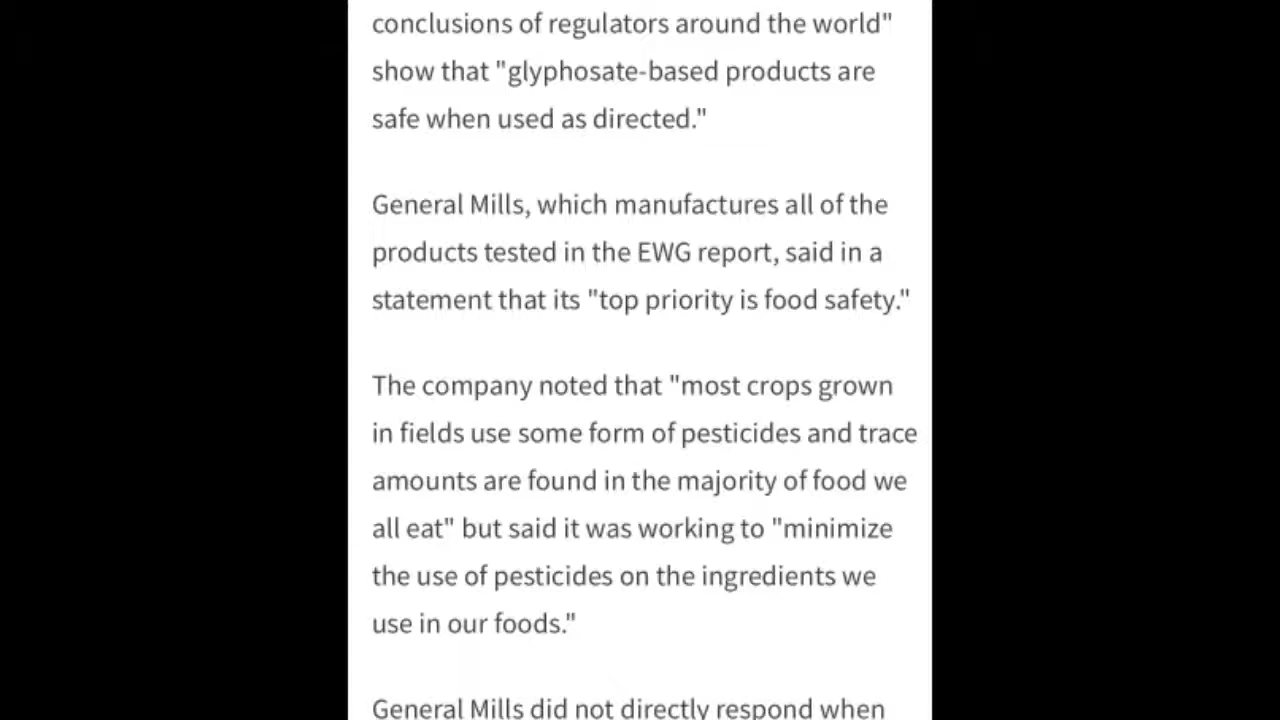 conclusions of regulators around the world"
show that "glyphosate-based products are
safe when used as directed."
General Mills, which manufactures all of the
products tested in the EWG report, said in a
statement that its "top priority is food safety."
The company noted that "most crops grown
in fields use some form of pesticides and trace
amounts are found in the majority of food we
all eat" but said it was working to "minimize
the use of pesticides on the ingredients we
use in our foods."
General Mills did not directly respond when